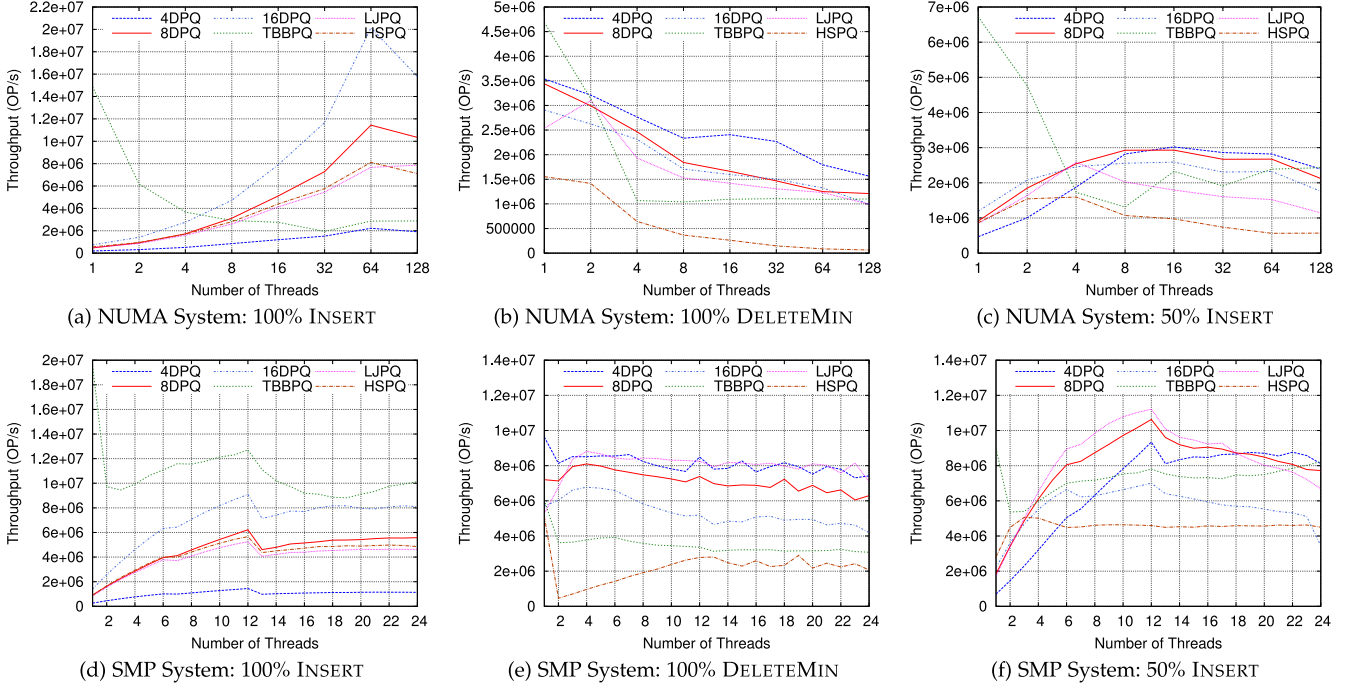 2.2e+07
2e+07
1.8e+07
1.6e+07
1.4e+07
1.2e+07
1e+07
8e+06
6e+06
4e+06
2e+06
0
Throughput (OP/s)
4DPQ 16DPQ LJPQ
8DPQ TBBPQ HSPQ
1 2 4 8 16 32 64 128
Number of Threads
(a) NUMA System: 100% INSERT
5e+06
4.5e+06
4e+06
3.5e+06
3e+06
2.5e+06
2e+06
1.5e+06
1e+06
500000
0
Throughput (OP/s)
4DPQ 16DPQ LJPQ
8DPQ TBBPQ HSPQ
1 2 4 8 16 32 64 128
Number of Threads
(b) NUMA System: 100% DELETEMIN
7e+06
6e+06
5e+06
4e+06
3e+06
2e+06
1e+06
0
Throughput (OP/s)
4DPQ 16DPQ LJPQ
8DPQ TBBPQ HSPQ
1 2 4 8 16 32 64 128
Number of Threads
(c) NUMA System: 50% INSERT
2e+07
1.8e+07
1.6e+07
1.4e+07
1.2e+07
1e+07
8e+06
6e+06
4e+06
2e+06
0
Throughput (OP/s)
4DPQ 16DPQ LJPQ
8DPQ TBBPQ HSPQ
2 4 6 8 10 12 14 16 18 20 22 24
Number of Threads
(d) SMP System: 100% INSERT
1.4e+07
1.2e+07
1e+07
8e+06
6e+06
4e+06
2e+06
0
Throughput (OP/s)
4DPQ 16DPQ LJPQ
8DPQ TBBPQ HSPQ
2 4 6 8 10 12 14 16 18 20 22 24
Number of Threads
(e) SMP System: 100% DELETEMIN
1.4e+07
1.2e+07
1e+07
8e+06
6e+06
4e+06
2e+06
0
Throughput (OP/s)
4DPQ 16DPQ LJPQ
8DPQ TBBPQ HSPQ
2 4 6 8 10 12 14 16 18 20 22 24
Number of Threads
(f) SMP System: 50% INSERT